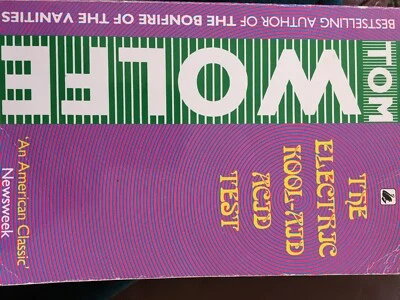 BESTSELLING AUTHOR OF THE BONFIRE OF THE VANITIES
TOM
WOLFE
THE
ELECTRIC
KOOL-AID
ACID
TEST
'An American Classic'
Newsweek